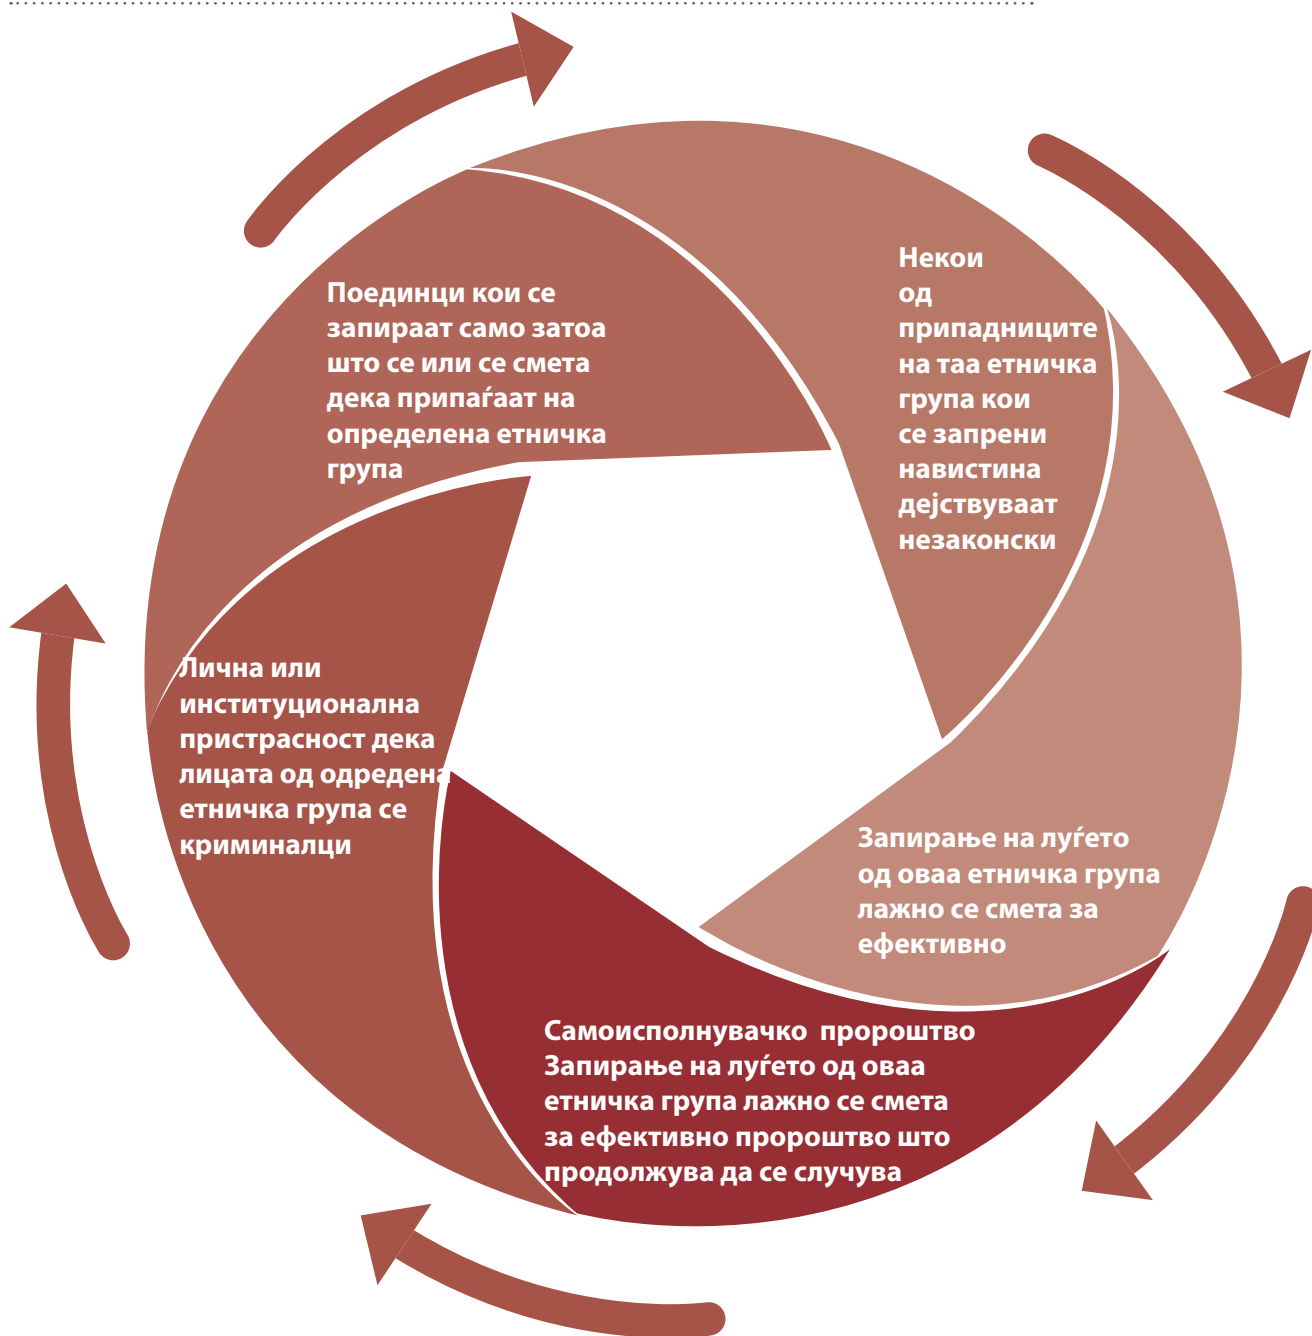 Поединци кои се
запираат само затоа
што се или се смета
дека припаѓаат на
определена етничка
група
Некои
од
припадниците
на таа етничка
група кои
се запрени
навистина
дејствуваат
незаконски
Запирање на луѓето
од оваа етничка група
лажно се смета за
ефективно
Самоисполнувачко пророштво
Запирање на луѓето од оваа
етничка група лажно се смета
за ефективно пророштво што
продолжува да се случува
Лична или
институционална
пристрасност дека
лицата од одредена
етничка група се
криминалци